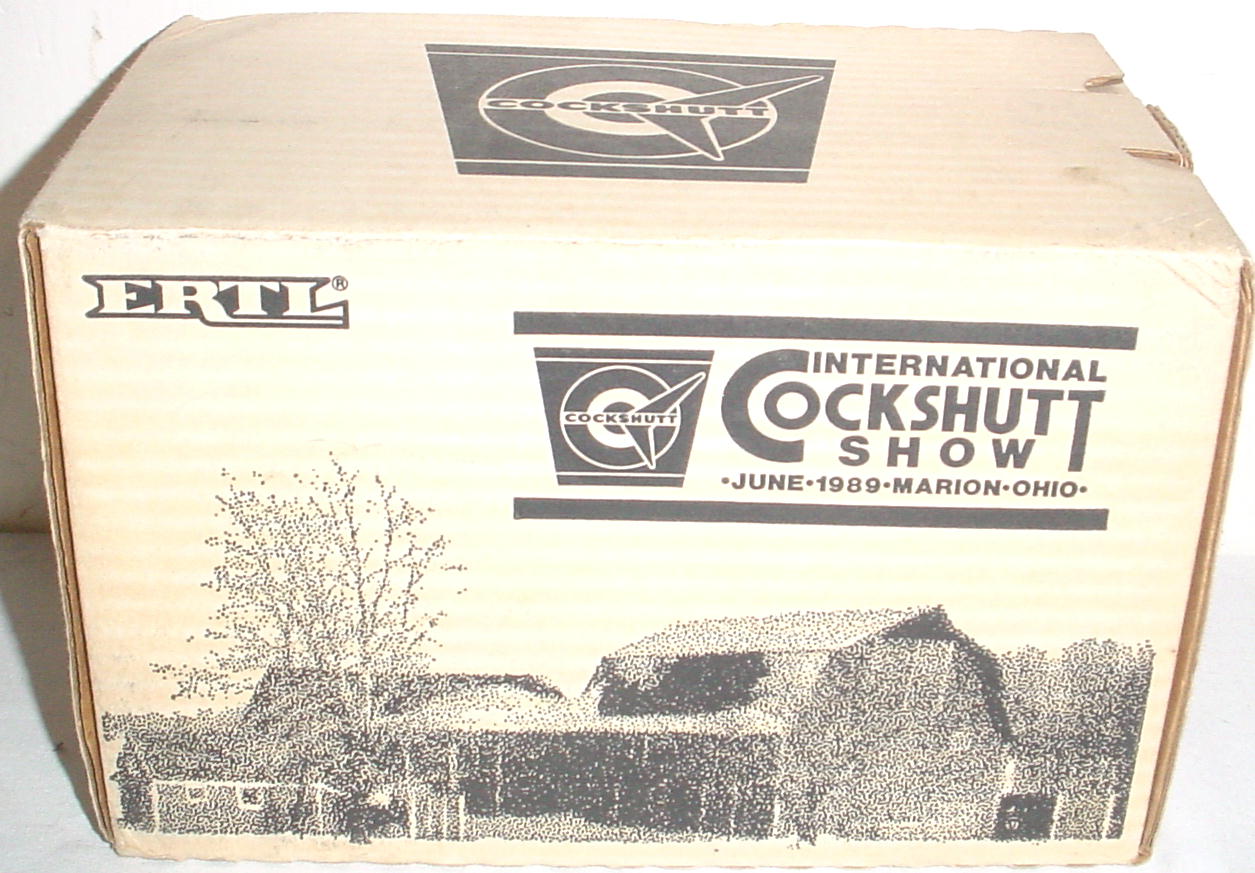 COCKSHUTT
ERTL®
COCKSHUTT
INTERNATIONAL
COCKSHUTT
SHOW
•JUNE•1989•MARION•OHIO•